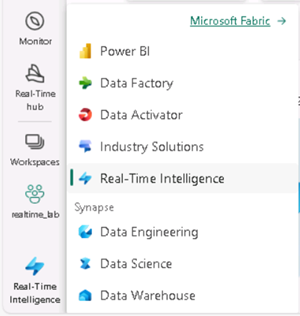 Monitor
Real-Time
hub
Workspaces
realtime_lab
Real-Time
Intelligence
Microsoft Fabric
Power BI
Data Factory
Data Activator
Industry Solutions
Real-Time Intelligence
Synapse
Data Engineering
Data Science
Data Warehouse